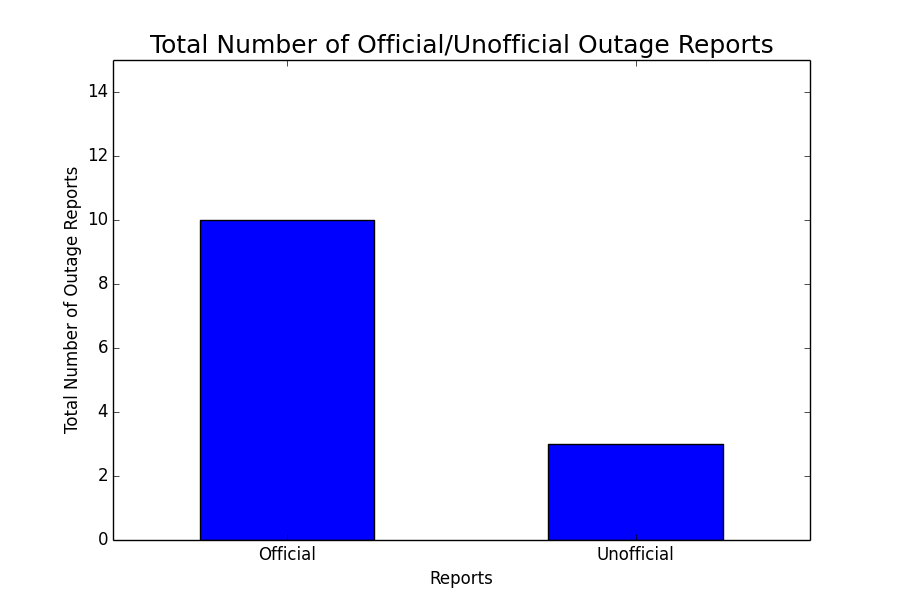 Total Number of Official/Unofficial Outage Reports
Total Number of Outage Reports
14
12
10
8
6
4
2
0
Official Unofficial
Reports